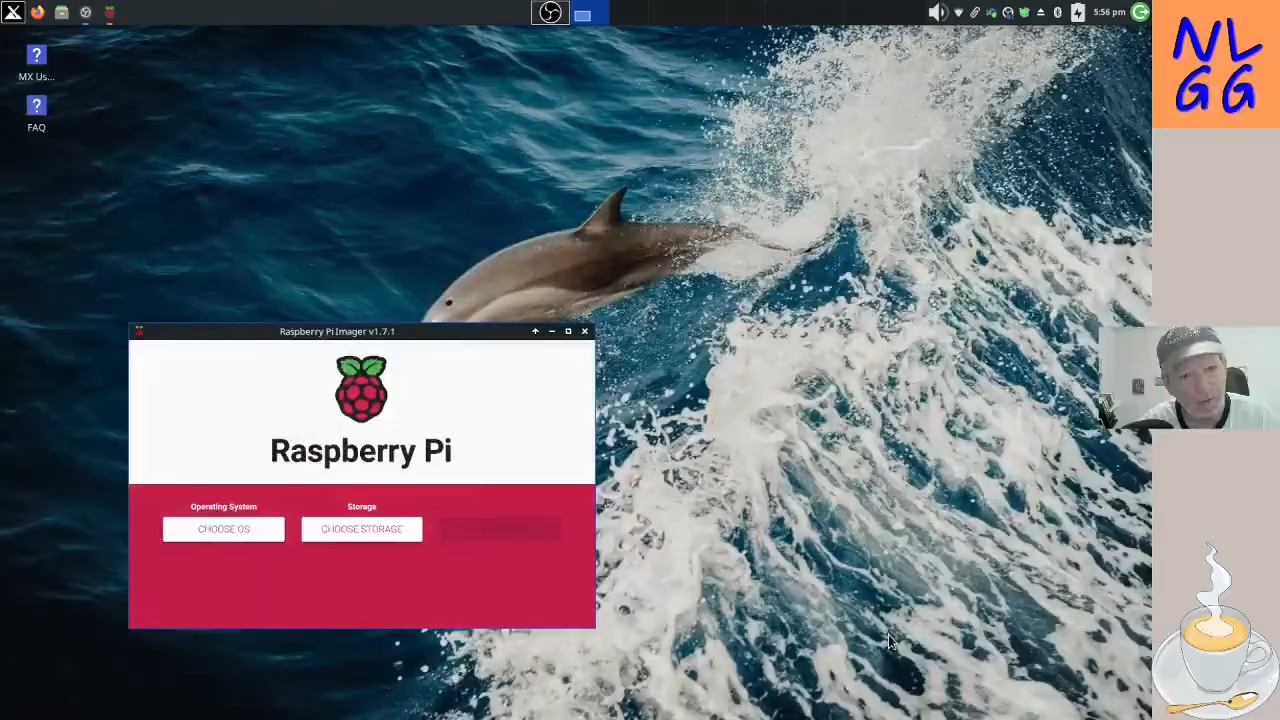 5:56 pm
NL
GG
MX Us...
FAQ
Raspberry Pi Imager v1.7.1
Raspberry Pi
Operating System
Storage
CHOOSE OS
CHOOSE STORAGE